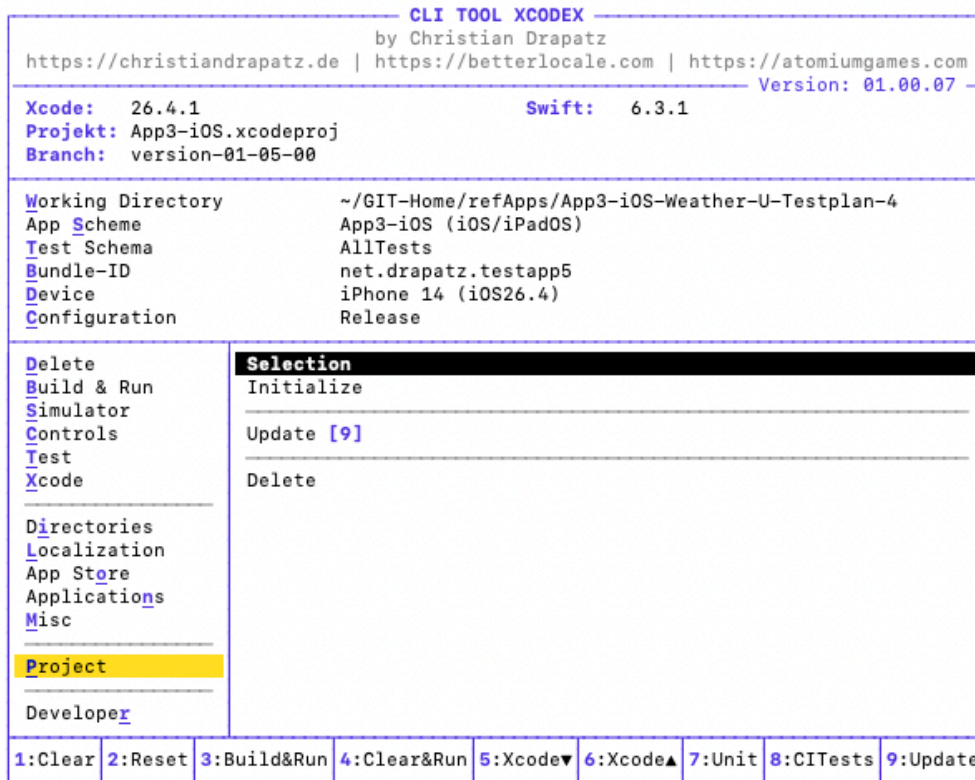 CLI TOOL XCODEX
by Christian Drapatz
https://christiandrapatz.de | https://betterlocale.com | https://atomiumgames.com
Version: 01.00.07
Xcode: 26.4.1 Swift: 6.3.1
Projekt: App3-iOS.xcodeproj
Branch: version-01-05-00
Working Directory ~/GIT-Home/refApps/App3-iOS-Weather-U-Testplan-4
App Scheme App3-iOS (iOS/iPadOS)
Test Schema AllTests
Bundle-ID net.drapatz.testapp5
Device iPhone 14 (iOS26.4)
Configuration Release
Delete
Build & Run
Simulator
Controls
Test
Xcode
Directories
Localization
App Store
Applications
Misc
Project
Developer
Selection
Initialize
Update [9]
Delete
1:Clear 2:Reset 3:Build&Run 4:Clear&Run 5:Xcode▼ 6:Xcode▲ 7:Unit 8:CITests 9:Update